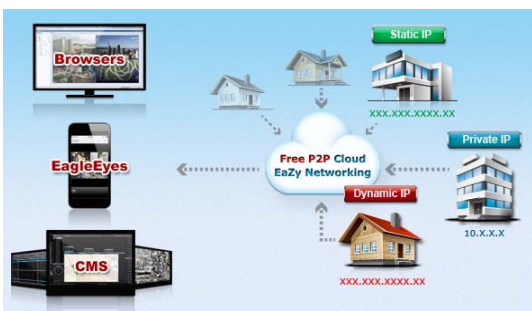 Browsers
EagleEyes
CMS
Free P2P Cloud
EaZy Networking
Static IP
XXX.XXX.XXXX.XX
Private IP
10.X.X.X
Dynamic IP
XXX.XXX.XXXX.XX